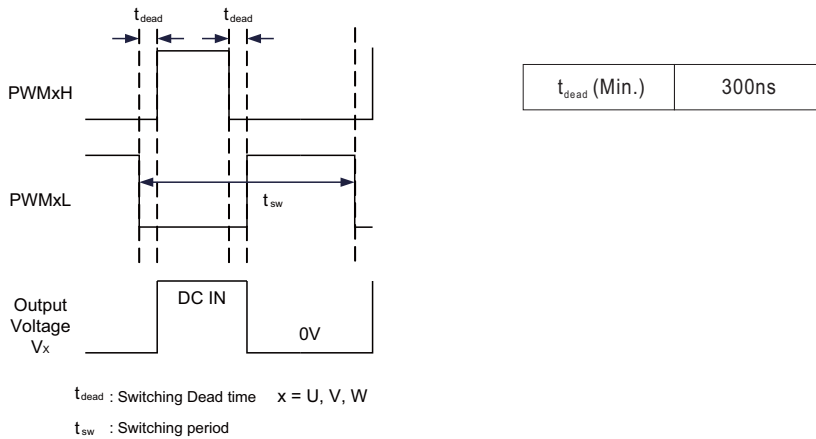 tdead tdead
PWMxH
tdead (Min.) 300ns
PWMxL
tsw
Output
Voltage
Vx
DC IN
0V
tdead : Switching Dead time x = U, V, W
tsw : Switching period